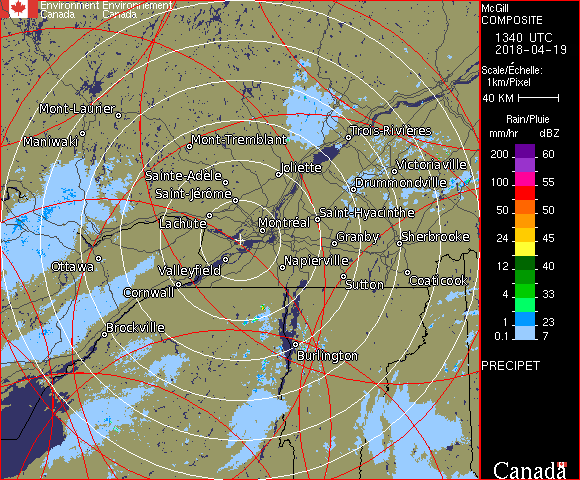 Environment Environnement
Canada Canada
McGill
COMPOSITE
1340 UTC
2018-04-19
Scale/Échelle:
1km/Pixel
40 KM
Rain/Pluie
mm/hr dBZ
200 60
100 55
50 50
24 45
12 40
4 33
1 23
0.1 7
PRECIPET
Mont-Laurier
Maniwaki
Mont-Tremblant
Trois-Rivières
Sainte-Adèle
Joliette
Victoriaville
Saint-Jérôme
Drummondville
Lachute
Montréal
Saint-Hyacinthe
Granby
Sherbrooke
Ottawa
Valleyfield
Napierville
Cornwall
Sutton
Coaticook
Brockville
Burlington
Canada